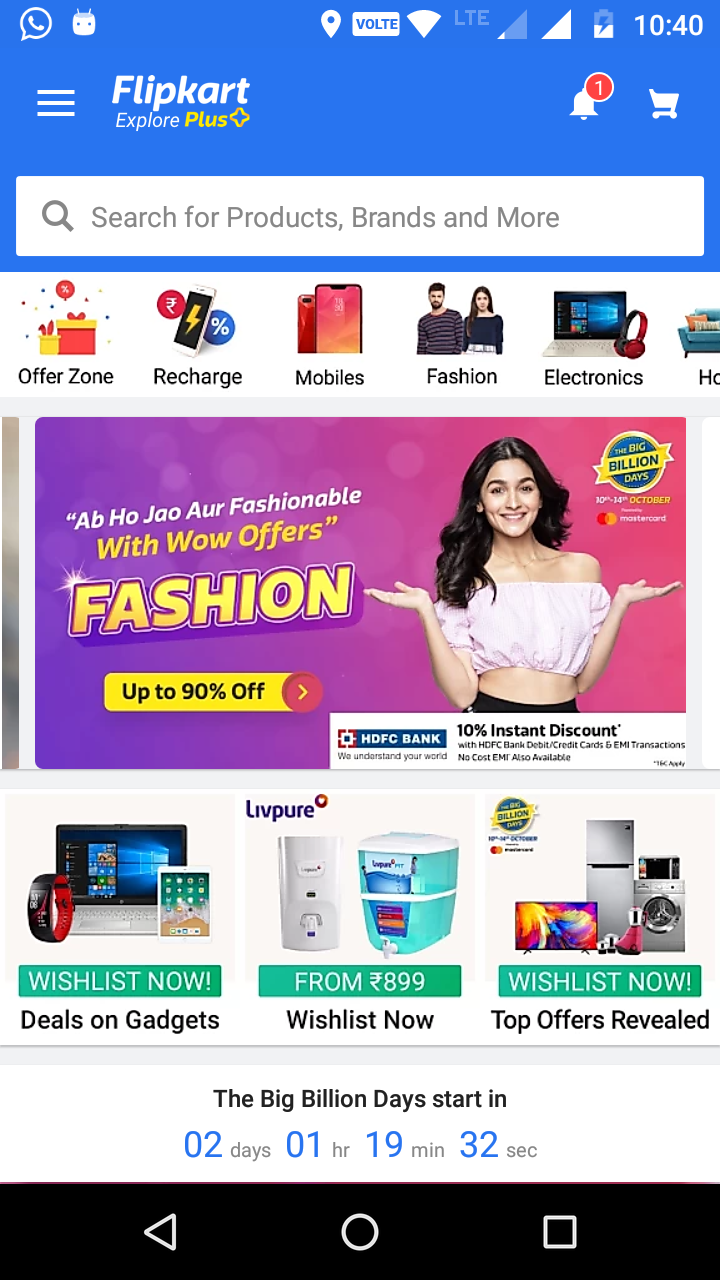 VOLTE LTE 10:40
Flipkart
Explore Plus
1
Search for Products, Brands and More
Offer Zone
Recharge
Mobiles
Fashion
Electronics
Ho
“Ab Ho Jao Aur Fashionable
With Wow Offers”
FASHION
Up to 90% Off
THE BIG
BILLION
DAYS
10th-14th OCTOBER
Powered by
mastercard
HDFC BANK
We understand your world
10% Instant Discount*
with HDFC Bank Debit/Credit Cards & EMI Transactions
No Cost EMI* Also Available
*T&C Apply
WISHLIST NOW!
Deals on Gadgets
Livpure
Livpure FIT
FROM ₹899
Wishlist Now
THE BIG
BILLION
DAYS
10th-14th OCTOBER
mastercard
WISHLIST NOW!
Top Offers Revealed
The Big Billion Days start in
02 days 01 hr 19 min 32 sec